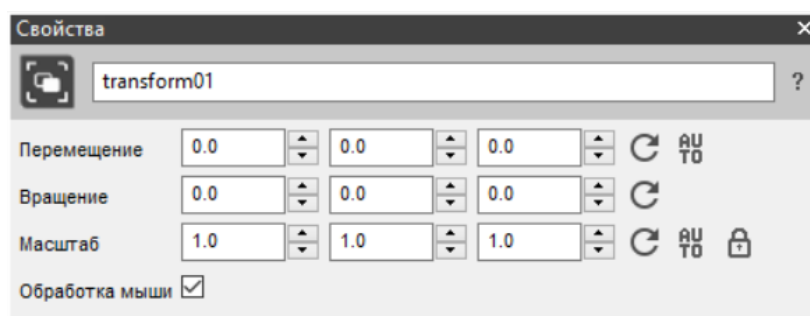 Свойства
transform01 ?
Перемещение 0.0 0.0 0.0 AUTO
Вращение 0.0 0.0 0.0
Масштаб 1.0 1.0 1.0 AUTO
Обработка мыши